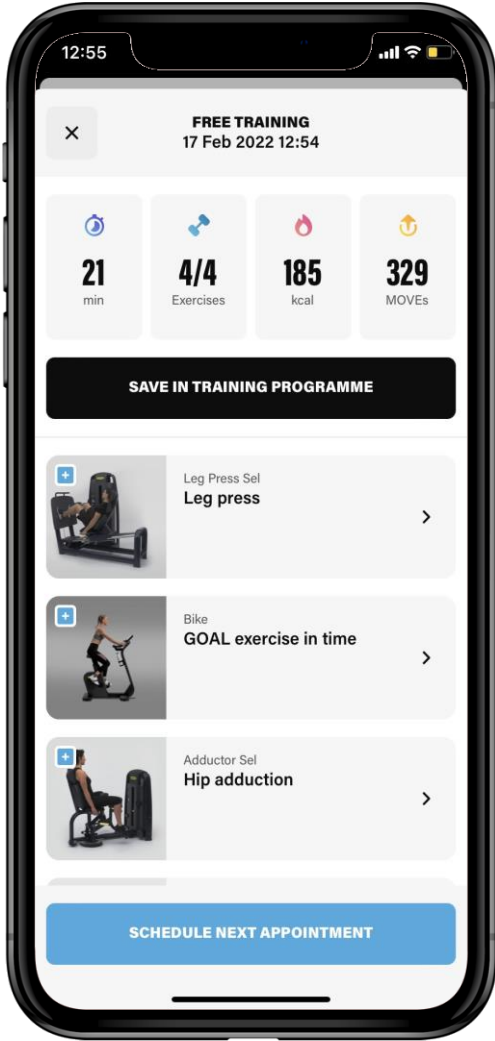 12:55
FREE TRAINING
17 Feb 2022 12:54
21
min
4/4
Exercises
185
kcal
329
MOVEs
SAVE IN TRAINING PROGRAMME
Leg Press Sel
Leg press
Bike
GOAL exercise in time
Adductor Sel
Hip adduction
SCHEDULE NEXT APPOINTMENT